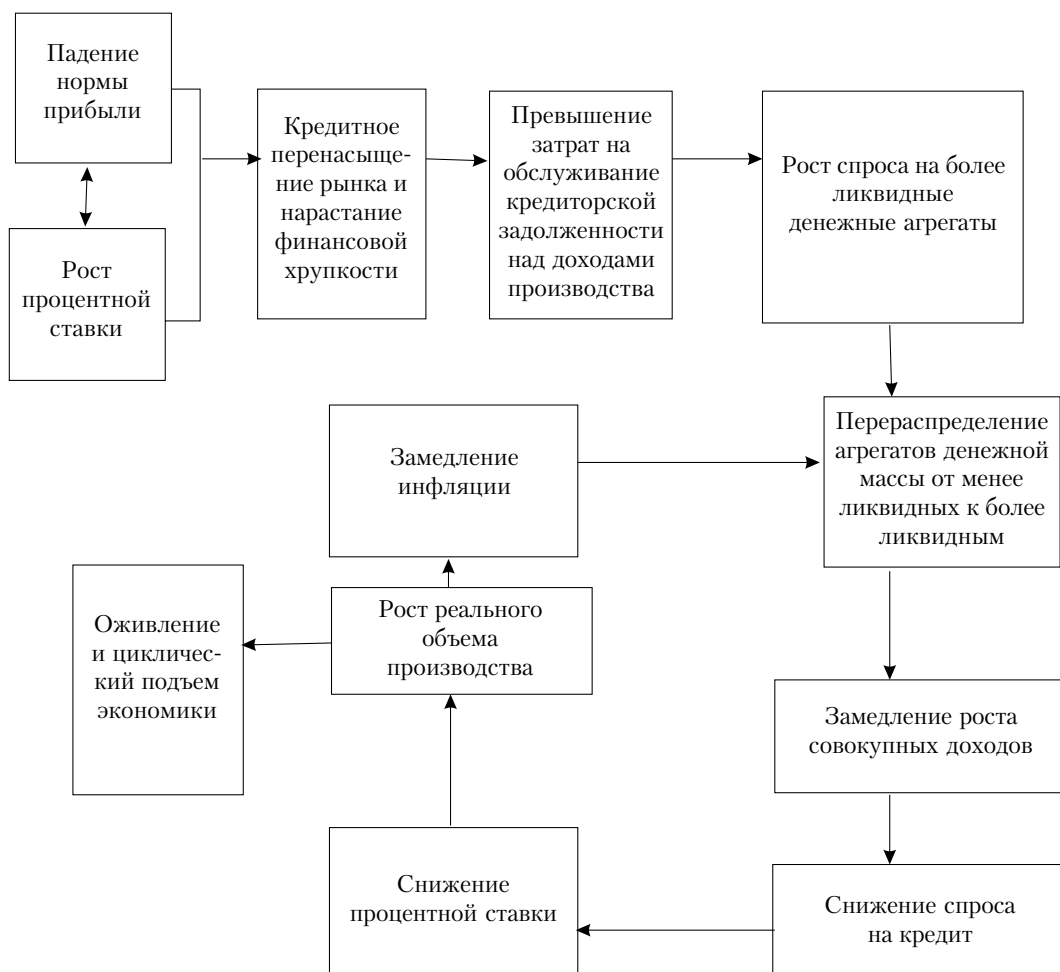 Падение
нормы
прибыли
Рост
процентной
ставки
Кредитное
перенасыще-
ние рынка и
нарастание
финансовой
хрупкости
Превышение
затрат на
обслуживание
кредиторской
задолженности
над доходами
производства
Рост спроса на более
ликвидные
денежные агрегаты
Перераспределение
агрегатов денежной
массы от менее
ликвидных к более
ликвидным
Замедление
инфляции
Рост реального
объема
производства
Оживление
и цикличес-
кий подъем
экономики
Замедление роста
совокупных доходов
Снижение спроса
на кредит
Снижение
процентной ставки